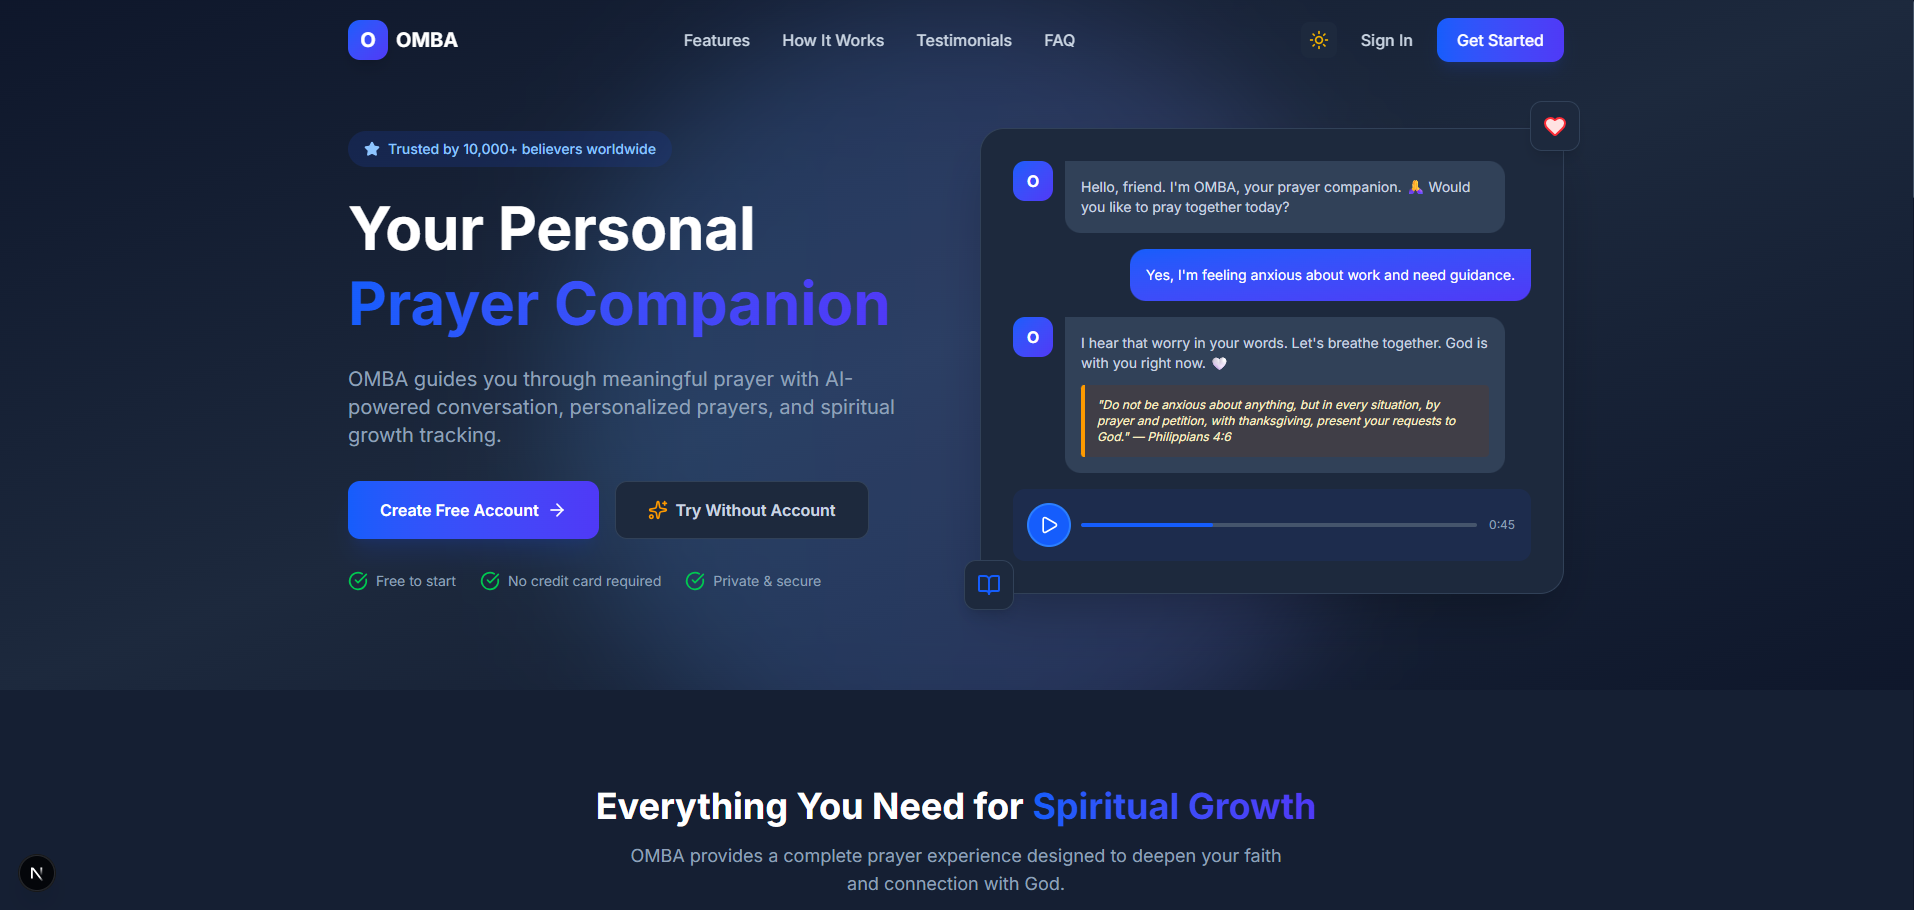 O OMBA
Features
How It Works
Testimonials
FAQ
Sign In
Get Started
Trusted by 10,000+ believers worldwide
Your Personal
Prayer Companion
OMBA guides you through meaningful prayer with AI-
powered conversation, personalized prayers, and spiritual
growth tracking.
Create Free Account
Try Without Account
Free to start
No credit card required
Private & secure
O
Hello, friend. I'm OMBA, your prayer companion. 🙏 Would
you like to pray together today?
Yes, I'm feeling anxious about work and need guidance.
O
I hear that worry in your words. Let's breathe together. God is
with you right now. 🤍
"Do not be anxious about anything, but in every situation, by
prayer and petition, with thanksgiving, present your requests to
God." — Philippians 4:6
0:45
Everything You Need for Spiritual Growth
OMBA provides a complete prayer experience designed to deepen your faith
and connection with God.
N